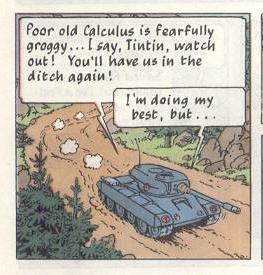 Poor old Calculus is fearfully
groggy... I say, Tintin, watch
out! You'll have us in the
ditch again!
I'm doing my
best, but...